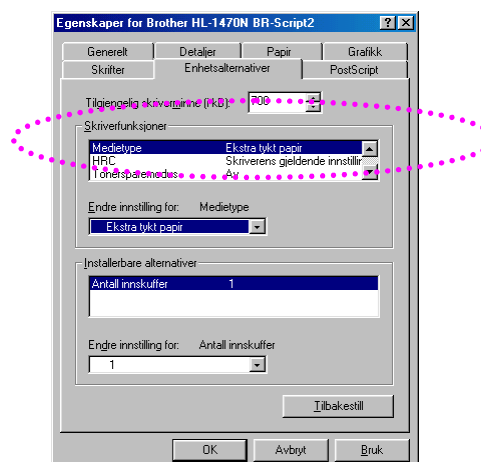 Egenskaper for Brother HL-1470N BR-Script2
Generelt Detaljer Papir Grafikk
Skrifter Enhetsalternativer PostScript
Tilgjengelig skriverminne (i kB): 700
Skriverfunksjoner
Medietype Ekstra tykt papir
HRC Skriverens gjeldende innstillir
Tonersparemodus Av
Endre innstilling for: Medietype
Ekstra tykt papir
Installerbare alternativer
Antall innskuffer 1
Endre innstilling for: Antall innskuffer
1
Tilbakestill
OK Avbryt Bruk